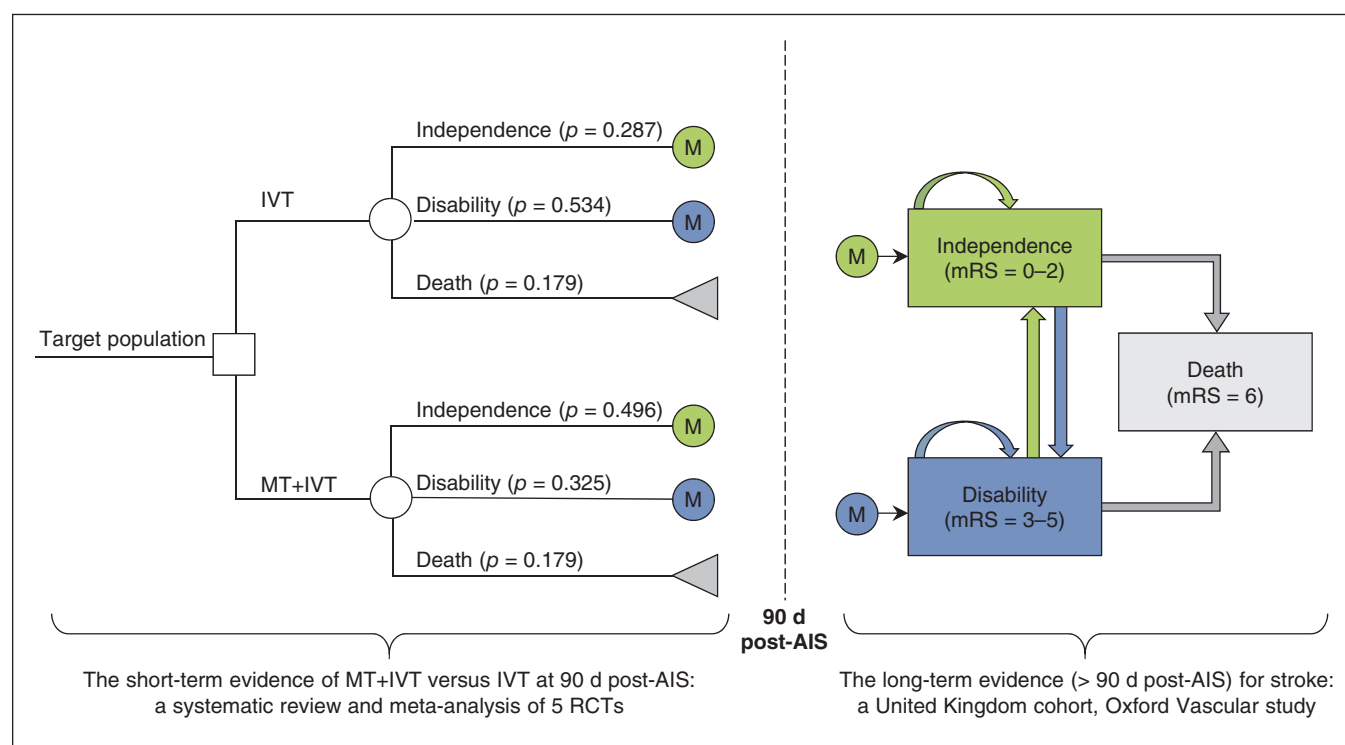 Target population
IVT
Independence (p = 0.287)
M
Disability (p = 0.534)
M
Death (p = 0.179)
MT+IVT
Independence (p = 0.496)
M
Disability (p = 0.325)
M
Death (p = 0.179)
The short-term evidence of MT+IVT versus IVT at 90 d post-AIS:
a systematic review and meta-analysis of 5 RCTs
90 d
post-AIS
M
Independence
(mRS = 0–2)
Death
(mRS = 6)
M
Disability
(mRS = 3–5)
The long-term evidence (> 90 d post-AIS) for stroke:
a United Kingdom cohort, Oxford Vascular study